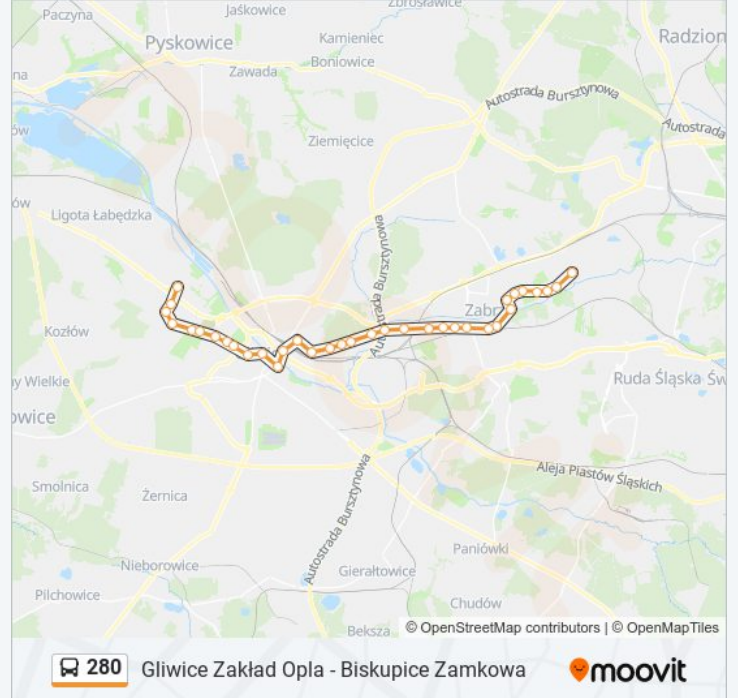 Zbrosławice
Jaśkowice
Paczyna
Pyskowice
Kamieniec
Radzion
Boniowice
Zawada
na
Autostrada Bursztynowa
Autostrada
ów
Ziemięcice
ów
Ligota Łabędzka
Autostrada Bursztynowa
Zabr
Kozłów
Aut
y Wielkie
Ruda Śląska Św
owice
Aleja Piastów Śląskich
Smolnica
Żernica
Autostrada Bursztynowa
Paniówki
Nieborowice
Gierałtowice
Pilchowice
Chudów
Beksza
© OpenStreetMap contributors | © OpenMapTiles
280 Gliwice Zakład Opla - Biskupice Zamkowa moovit